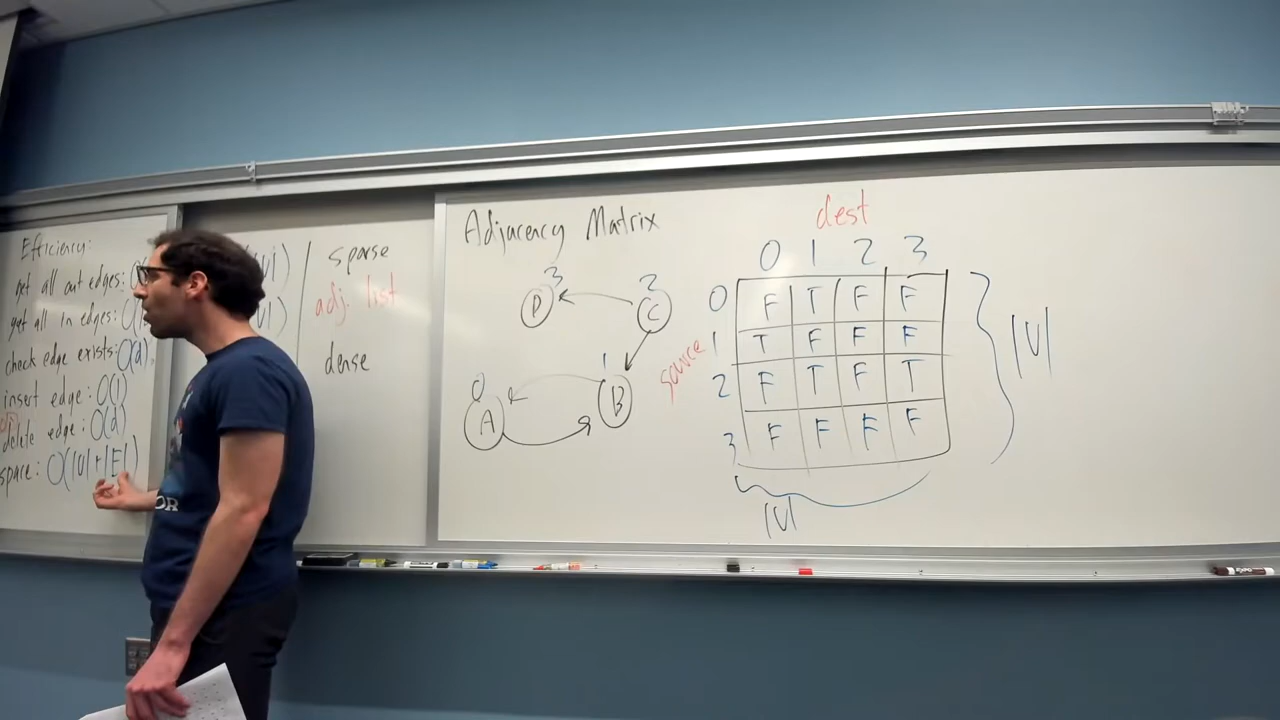 Efficiency:
get all out edges:
get all in edges:
check edge exists: O(d),
insert edge: O(1)
delete edge: O(d)
space: O(|V|+|E|)
sparse
adj. list
dense
Adjacency Matrix
D 3
C 2
B 1
A 0
dest
source
0 1 2 3
0 F T F F
1 T F F F
2 F T F T
3 F F F F
|V|
|V|
OR